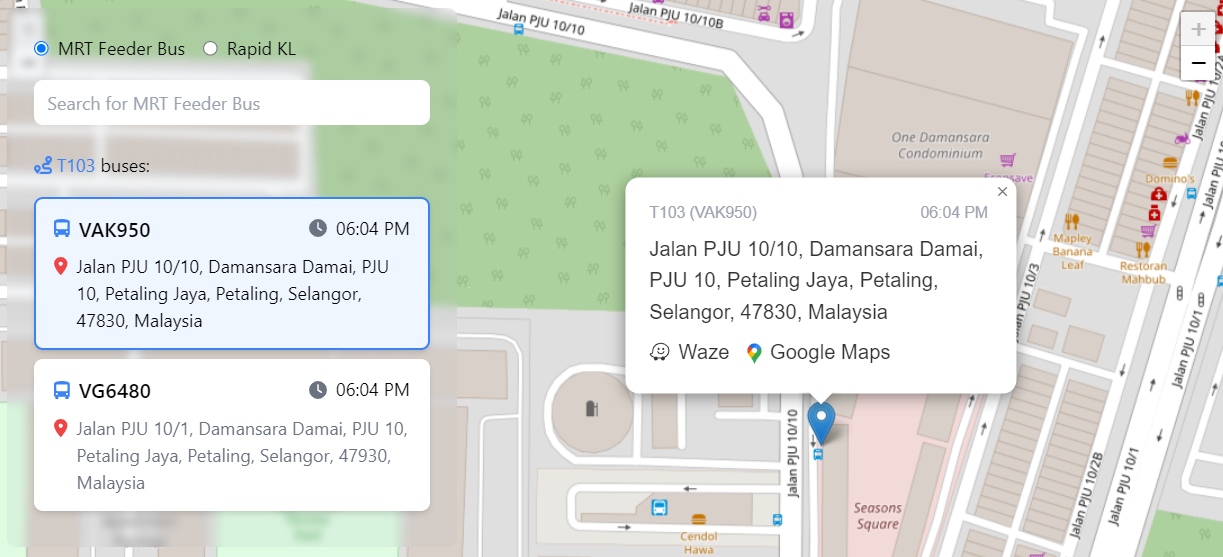 MRT Feeder Bus
Rapid KL
Search for MRT Feeder Bus
T103 buses:
VAK950
06:04 PM
Jalan PJU 10/10, Damansara Damai, PJU
10, Petaling Jaya, Petaling, Selangor,
47830, Malaysia
VG6480
06:04 PM
Jalan PJU 10/1, Damansara Damai, PJU 10,
Petaling Jaya, Petaling, Selangor, 47930,
Malaysia
Jalan PJU 10/10
Jalan PJU 10/10B
+
−
Jalan PJU 10/2A
One Damansara
Condominium
Domino's
T103 (VAK950)
06:04 PM
×
Jalan PJU 10/10, Damansara Damai,
PJU 10, Petaling Jaya, Petaling,
Selangor, 47830, Malaysia
Waze
Google Maps
Mapley
Banana
Leaf
Restoran
Mahbub
Jalan PJU 10/3
Jalan PJU 10/1
Jalan PJU 10/10
Jalan PJU 10/2B
Jalan PJU 10/1
Seasons
Square
Cendol
Hawa